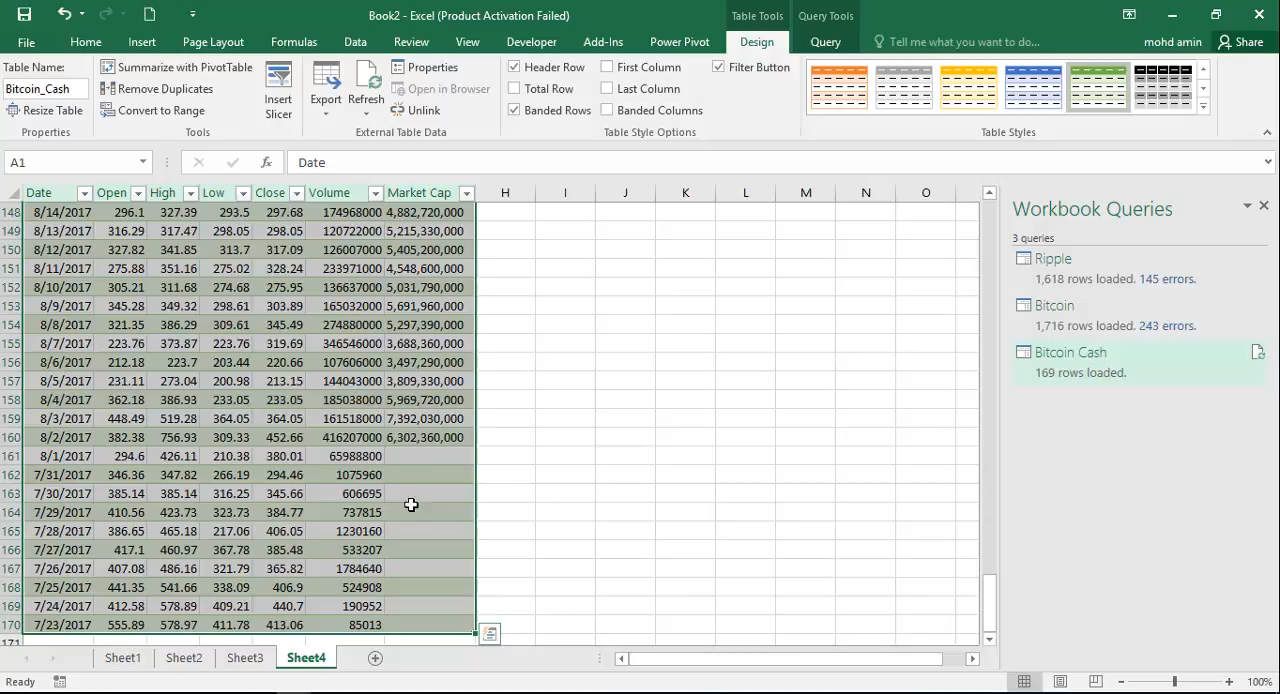 Book2 - Excel (Product Activation Failed)
Table Tools
Query Tools
mohd amin
Share
File
Home
Insert
Page Layout
Formulas
Data
Review
View
Developer
Add-Ins
Power Pivot
Design
Query
Tell me what you want to do...
Table Name:
Bitcoin_Cash
Resize Table
Properties
Summarize with PivotTable
Remove Duplicates
Convert to Range
Tools
Insert Slicer
Export
Refresh
Properties
Open in Browser
Unlink
External Table Data
Header Row
Total Row
Banded Rows
First Column
Last Column
Banded Columns
Filter Button
Table Style Options
Table Styles
A1
fx
Date
Date Open High Low Close Volume Market Cap H I J K L M N O
148 8/14/2017 296.1 327.39 293.5 297.68 174968000 4,882,720,000
149 8/13/2017 316.29 317.47 298.05 298.05 120722000 5,215,330,000
150 8/12/2017 327.82 341.85 313.7 317.09 126007000 5,405,200,000
151 8/11/2017 275.88 351.16 275.02 328.24 233971000 4,548,600,000
152 8/10/2017 305.21 311.68 274.68 275.95 136637000 5,031,790,000
153 8/9/2017 345.28 349.32 298.61 303.89 165032000 5,691,960,000
154 8/8/2017 321.35 386.29 309.61 345.49 274880000 5,297,390,000
155 8/7/2017 223.76 373.87 223.76 319.69 346546000 3,688,360,000
156 8/6/2017 212.18 223.7 203.44 220.66 107606000 3,497,290,000
157 8/5/2017 231.11 273.04 200.98 213.15 143043000 3,809,330,000
158 8/4/2017 362.18 386.93 233.05 233.05 185038000 5,969,720,000
159 8/3/2017 448.49 519.28 364.05 364.05 161518000 7,392,030,000
160 8/2/2017 382.38 756.93 309.33 452.66 416207000 6,302,360,000
161 8/1/2017 294.6 426.11 210.38 380.01 65988800
162 7/31/2017 346.36 347.82 266.19 294.46 1075960
163 7/30/2017 385.14 385.14 316.25 345.66 606695
164 7/29/2017 410.56 423.73 323.73 384.77 737815
165 7/28/2017 386.65 465.18 217.06 406.05 1230160
166 7/27/2017 417.1 460.97 367.78 385.48 533207
167 7/26/2017 407.08 486.16 321.79 365.82 1784640
168 7/25/2017 441.35 541.66 338.09 406.9 524908
169 7/24/2017 412.58 578.89 409.21 440.7 190952
170 7/23/2017 555.89 578.97 411.78 413.06 85013
171
Workbook Queries
3 queries
Ripple
1,618 rows loaded. 145 errors.
Bitcoin
1,716 rows loaded. 243 errors.
Bitcoin Cash
169 rows loaded.
Sheet1
Sheet2
Sheet3
Sheet4
Ready
100%